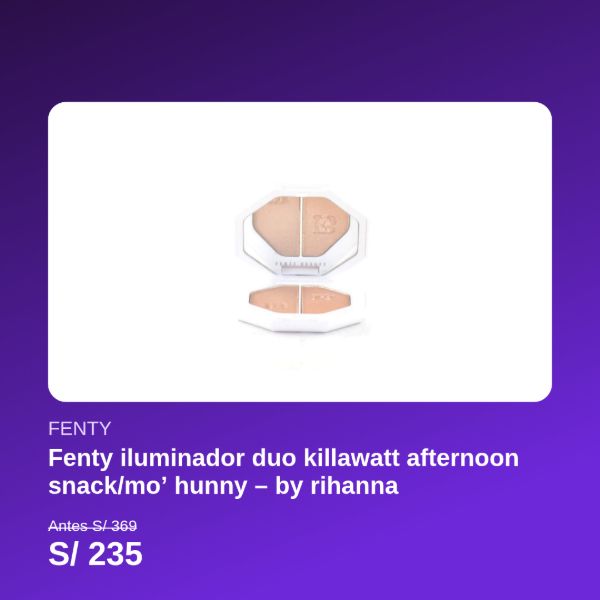 FENTY
Fenty iluminador duo killawatt afternoon
snack/mo’ hunny – by rihanna
Antes S/ 369
S/ 235